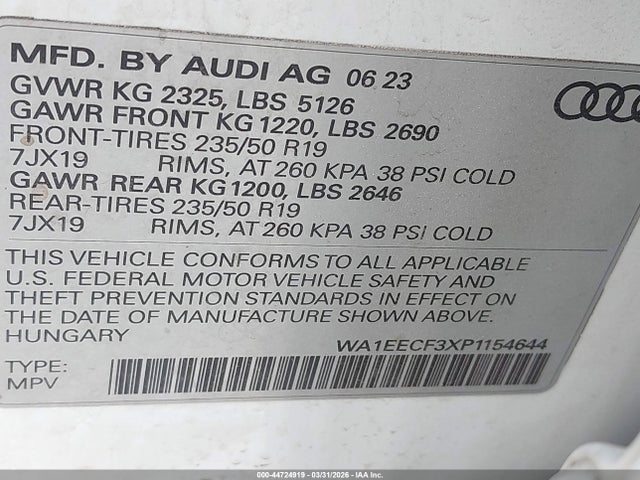 MFD. BY AUDI AG 06 23
GVWR KG 2325, LBS 5126
GAWR FRONT KG 1220, LBS 2690
FRONT-TIRES 235/50 R19
7JX19 RIMS, AT 260 KPA 38 PSI COLD
GAWR REAR KG 1200, LBS 2646
REAR-TIRES 235/50 R19
7JX19 RIMS, AT 260 KPA 38 PSI COLD
THIS VEHICLE CONFORMS TO ALL APPLICABLE
U.S. FEDERAL MOTOR VEHICLE SAFETY AND
THEFT PREVENTION STANDARDS IN EFFECT ON
THE DATE OF MANUFACTURE SHOWN ABOVE.
HUNGARY
WA1EECF3XP1154644
TYPE:
MPV
000-44724919 - 03/31/2026 - IAA Inc.